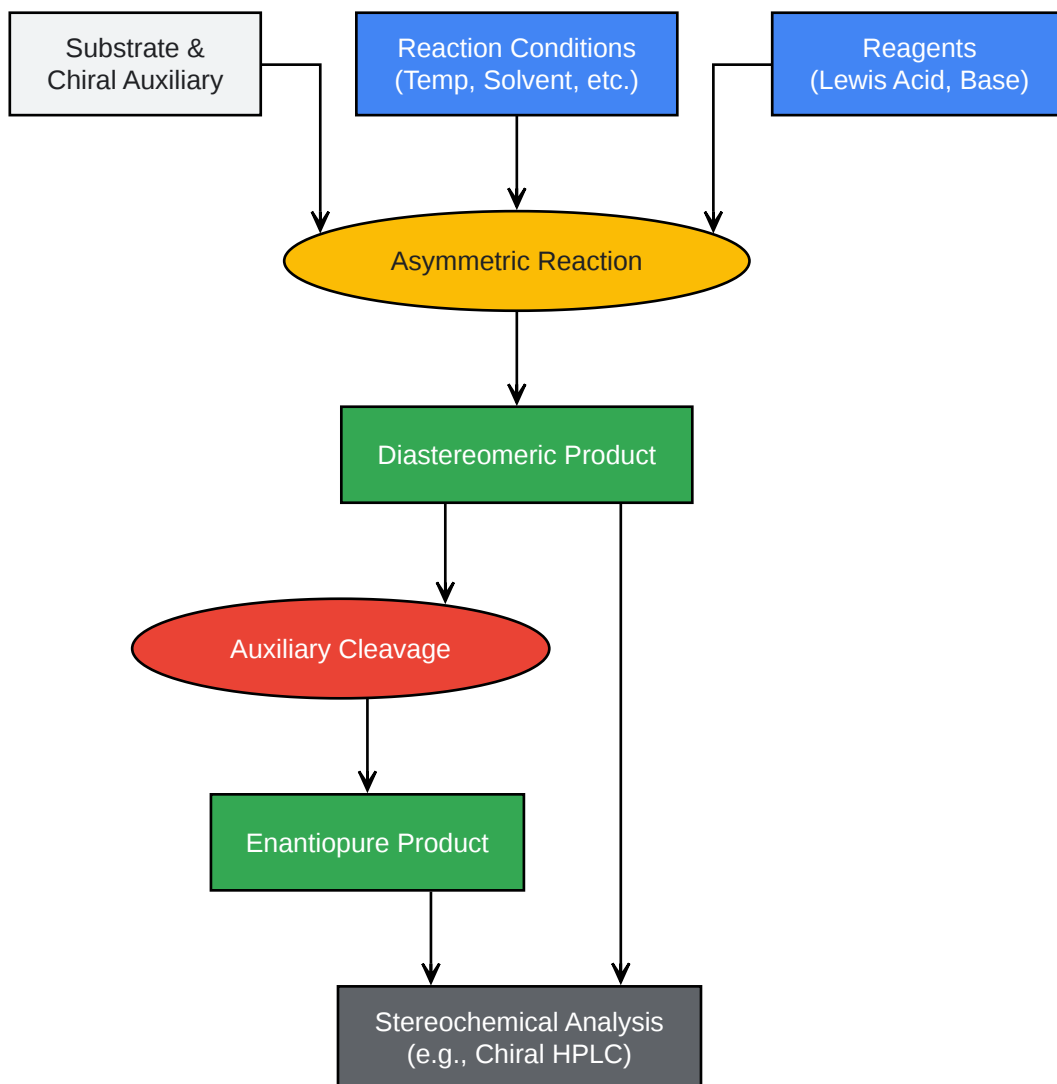 Substrate &
Chiral Auxiliary
Reaction Conditions
(Temp, Solvent, etc.)
Reagents
(Lewis Acid, Base)
Asymmetric Reaction
Diastereomeric Product
Auxiliary Cleavage
Enantiopure Product
Stereochemical Analysis
(e.g., Chiral HPLC)